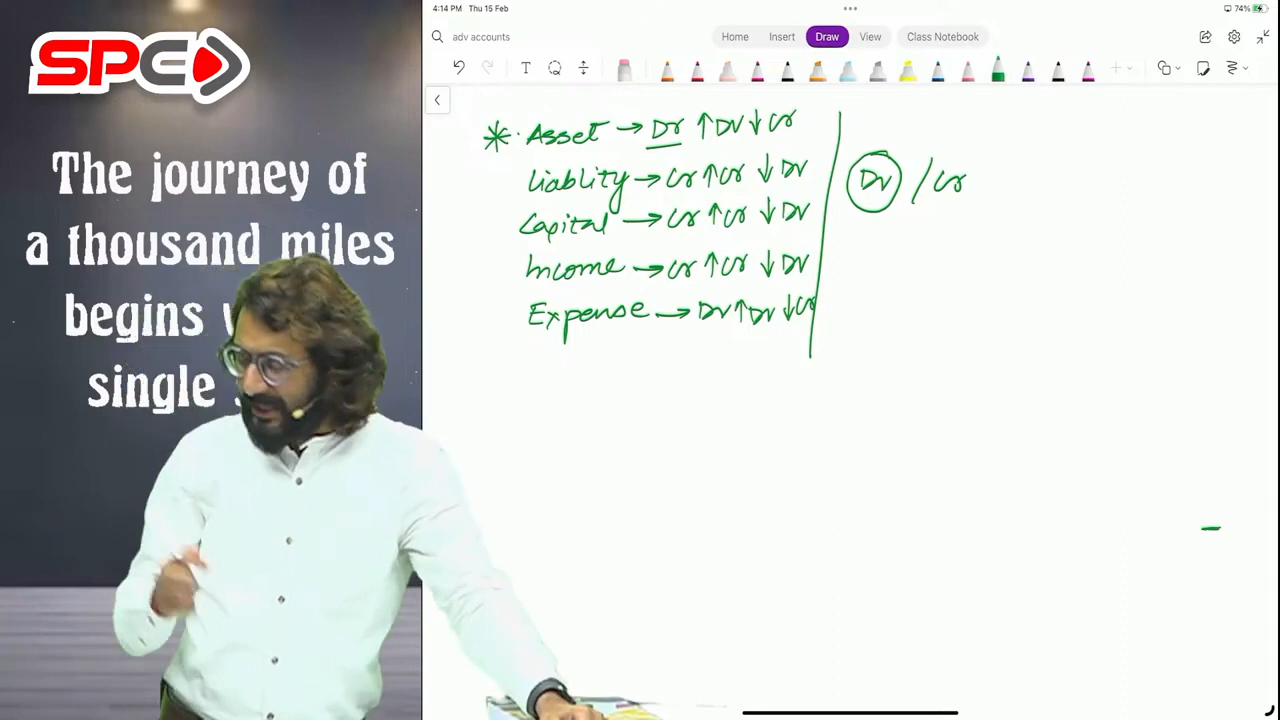 4:14 PM Thu 15 Feb
74%
SPE
adv accounts
Home Insert Draw View Class Notebook
T
The journey of
a thousand miles
begins
single
* · Asset → Dr ↑ Dr ↓ Cr
Liablity → Cr ↑ Cr ↓ Dr
Capital → Cr ↑ Cr ↓ Dr
Income → Cr ↑ Cr ↓ Dr
Expense → Dr ↑ Dr ↓ Cr
Dr / Cr